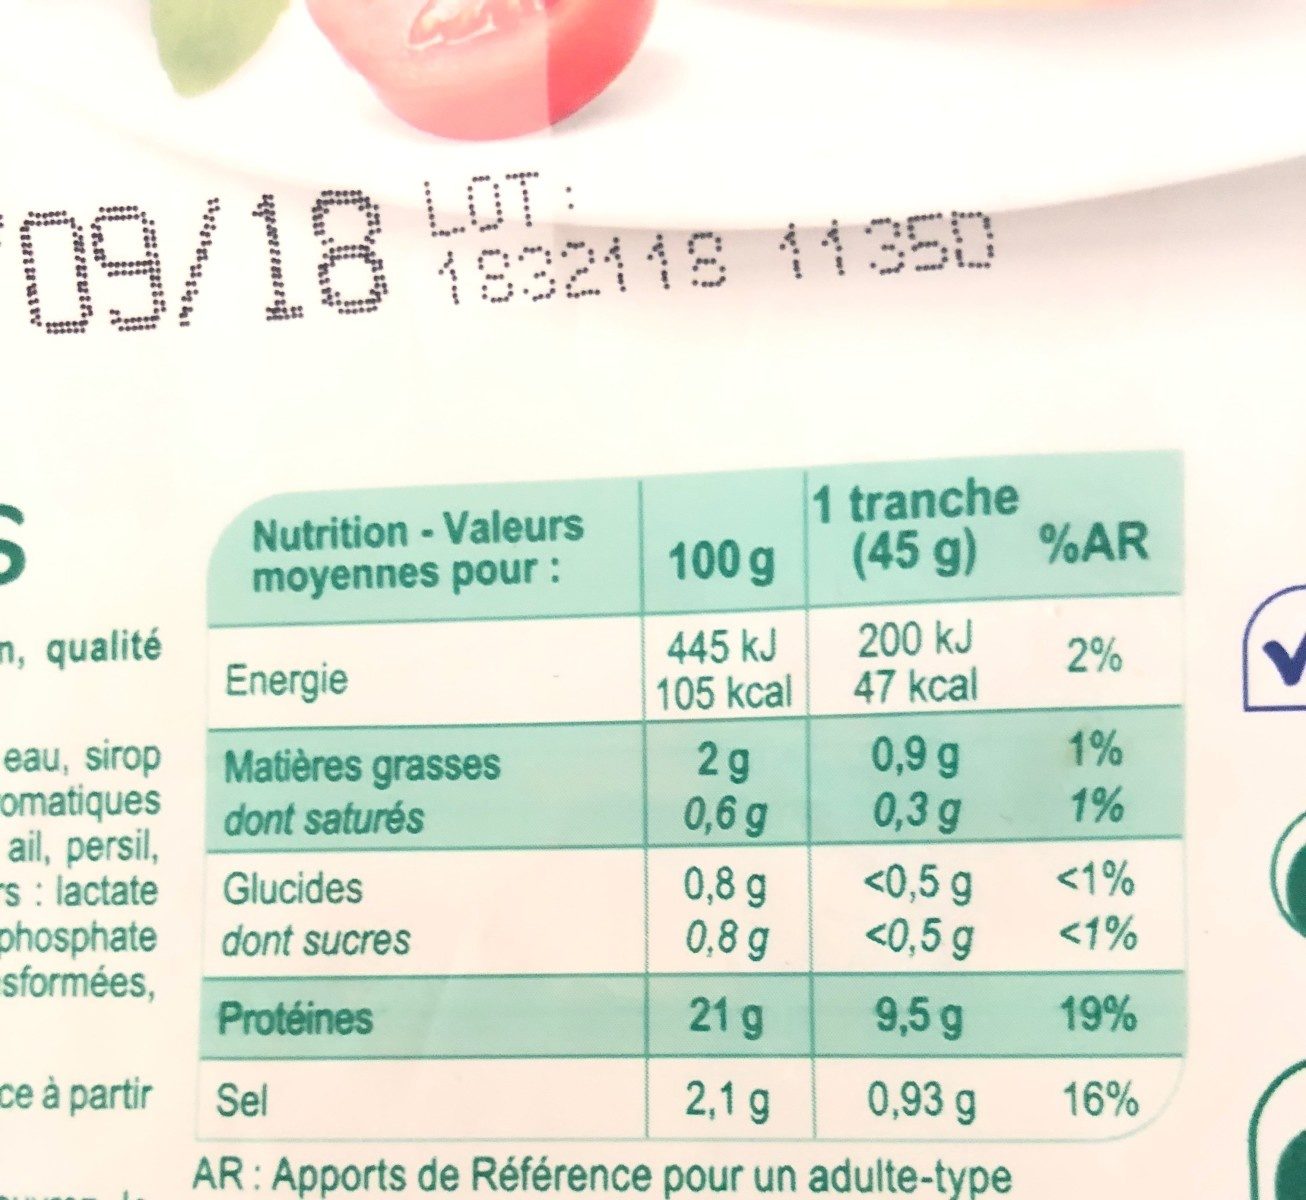 09/18
LOT:
1832118 1135D
n, qualité
eau, sirop
omatiques
ail, persil,
rs : lactate
phosphate
sformées,
ce à partir
Nutrition - Valeurs
moyennes pour :
100 g
1 tranche
(45 g)
%AR
Energie 445 kJ 200 kJ 2%
105 kcal 47 kcal
Matières grasses 2 g 0,9 g 1%
dont saturés 0,6 g 0,3 g 1%
Glucides 0,8 g <0,5 g <1%
dont sucres 0,8 g <0,5 g <1%
Protéines 21 g 9,5 g 19%
Sel 2,1 g 0,93 g 16%
AR : Apports de Référence pour un adulte-type